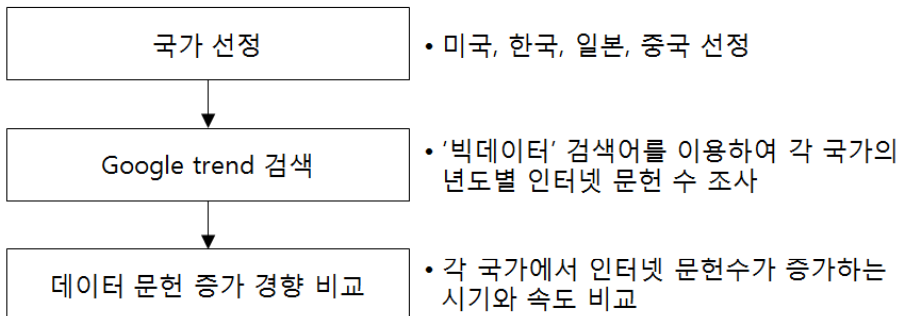 국가 선정
• 미국, 한국, 일본, 중국 선정
Google trend 검색
• ‘빅데이터’ 검색어를 이용하여 각 국가의
년도별 인터넷 문헌 수 조사
데이터 문헌 증가 경향 비교
• 각 국가에서 인터넷 문헌수가 증가하는
시기와 속도 비교